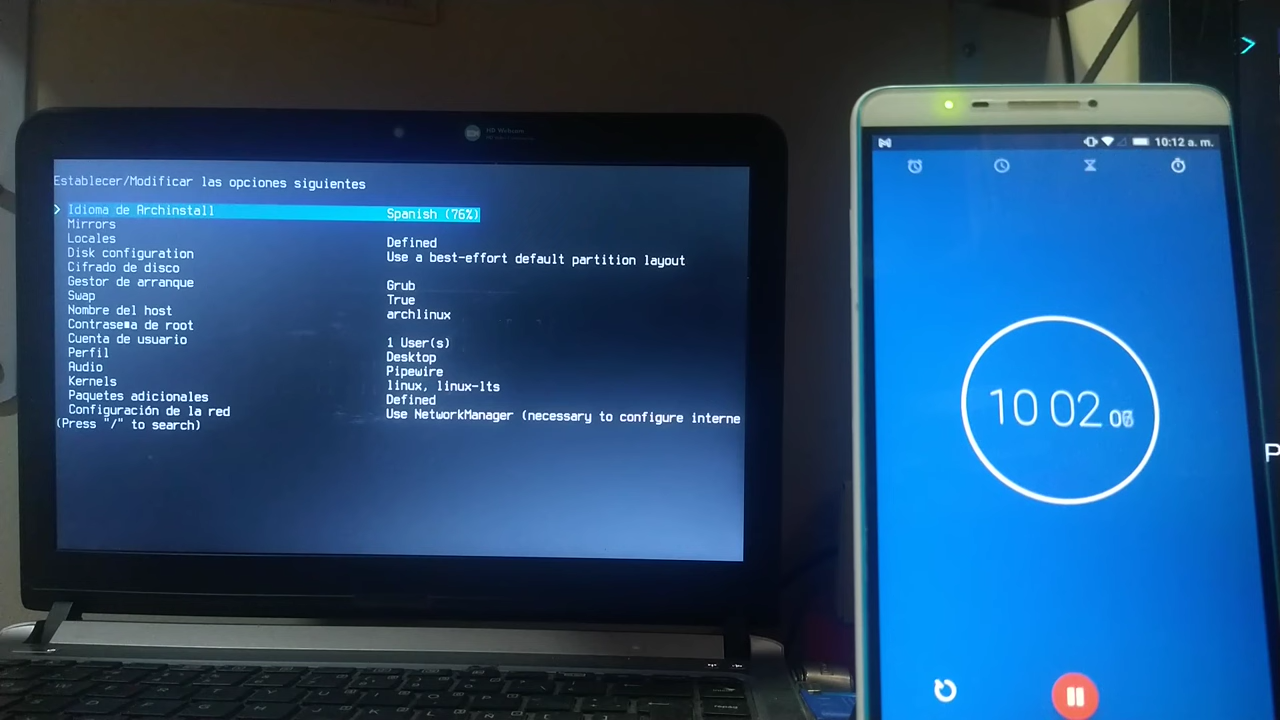 HD Webcam
Establecer/Modificar las opciones siguientes
> Idioma de Archinstall Spanish (76%)
Mirrors
Locales Defined
Disk configuration Use a best-effort default partition layout
Cifrado de disco
Gestor de arranque Grub
Swap True
Nombre del host archlinux
Contrase■a de root
Cuenta de usuario 1 User(s)
Perfil Desktop
Audio Pipewire
Kernels linux, linux-lts
Paquetes adicionales Defined
Configuración de la red Use NetworkManager (necessary to configure interne
(Press "/" to search)
10:12 a. m.
10 02
>
P